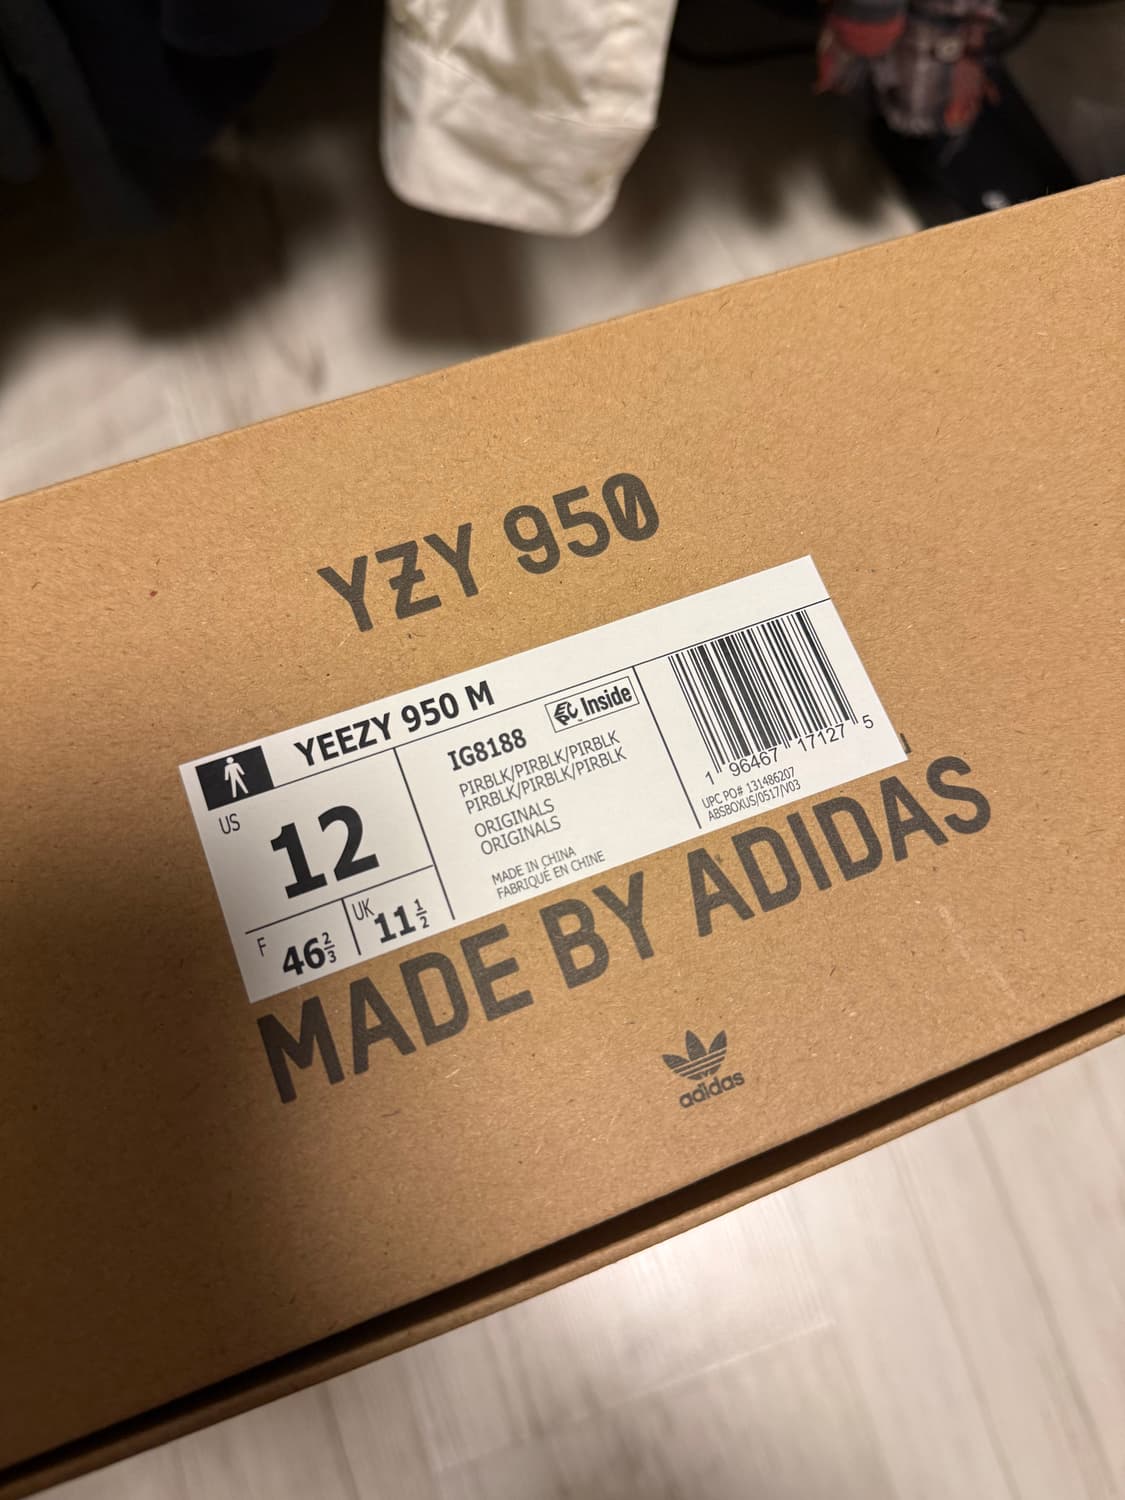 YZY 950
YEEZY 950 M
US
12
F
46 2/3
UK
11 1/2
IG8188
Inside
PIRBLK/PIRBLK/PIRBLK
PIRBLK/PIRBLK/PIRBLK
ORIGINALS
ORIGINALS
MADE IN CHINA
FABRIQUÉ EN CHINE
1 96467 17127 5
UPC PO# 131486207
ABSBOXUS/0517/V03
MADE BY ADIDAS
adidas